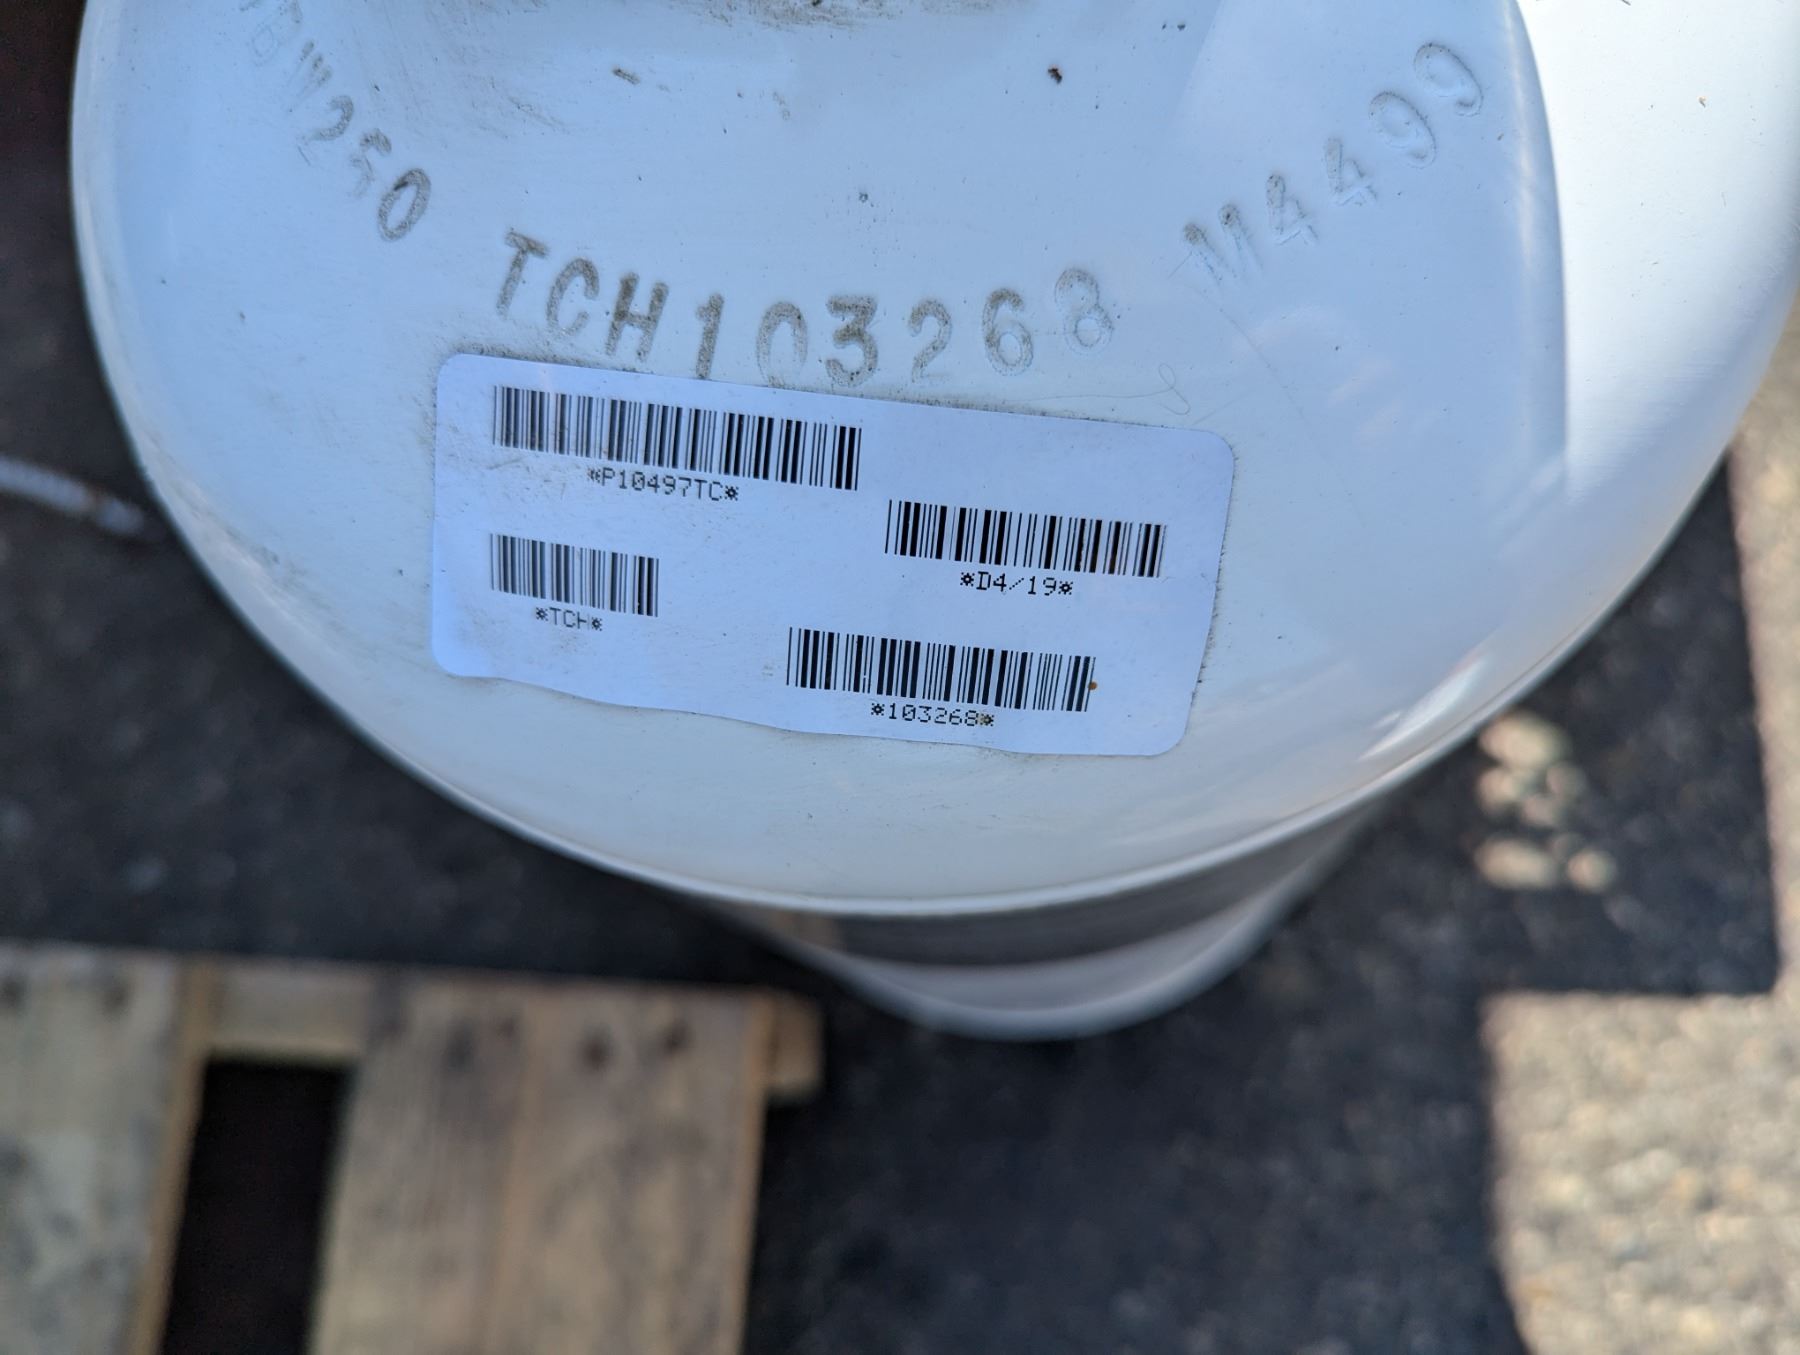 BW250 TCH103268 M4499
*P10497TC*
*D4/19*
*TCH*
*103268*